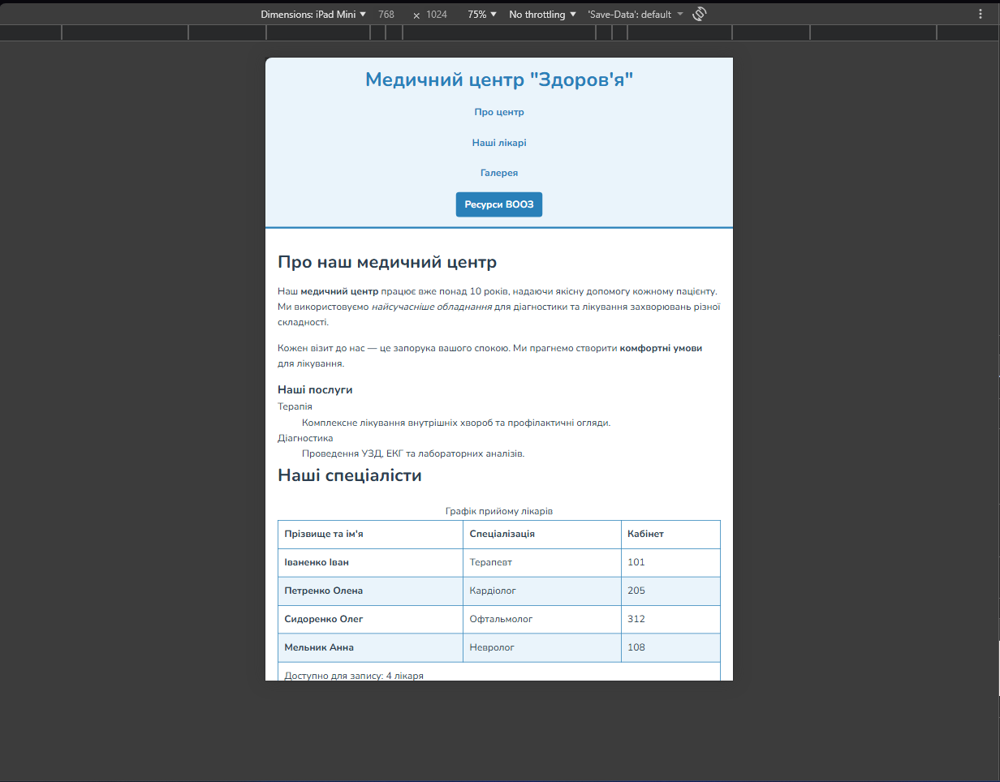 Dimensions: iPad Mini ▼ 768 × 1024 75% ▼ No throttling ▼ 'Save-Data': default ▼
Медичний центр "Здоров'я"
Про центр
Наші лікарі
Галерея
Ресурси ВООЗ
Про наш медичний центр
Наш медичний центр працює вже понад 10 років, надаючи якісну допомогу кожному пацієнту.
Ми використовуємо найсучасніше обладнання для діагностики та лікування захворювань різної
складності.
Кожен візит до нас — це запорука вашого спокою. Ми прагнемо створити комфортні умови
для лікування.
Наші послуги
Терапія
Комплексне лікування внутрішніх хвороб та профілактичні огляди.
Діагностика
Проведення УЗД, ЕКГ та лабораторних аналізів.
Наші спеціалісти
Графік прийому лікарів
Прізвище та ім'я Спеціалізація Кабінет
Іваненко Іван Терапевт 101
Петренко Олена Кардіолог 205
Сидоренко Олег Офтальмолог 312
Мельник Анна Невролог 108
Доступно для запису: 4 лікаря